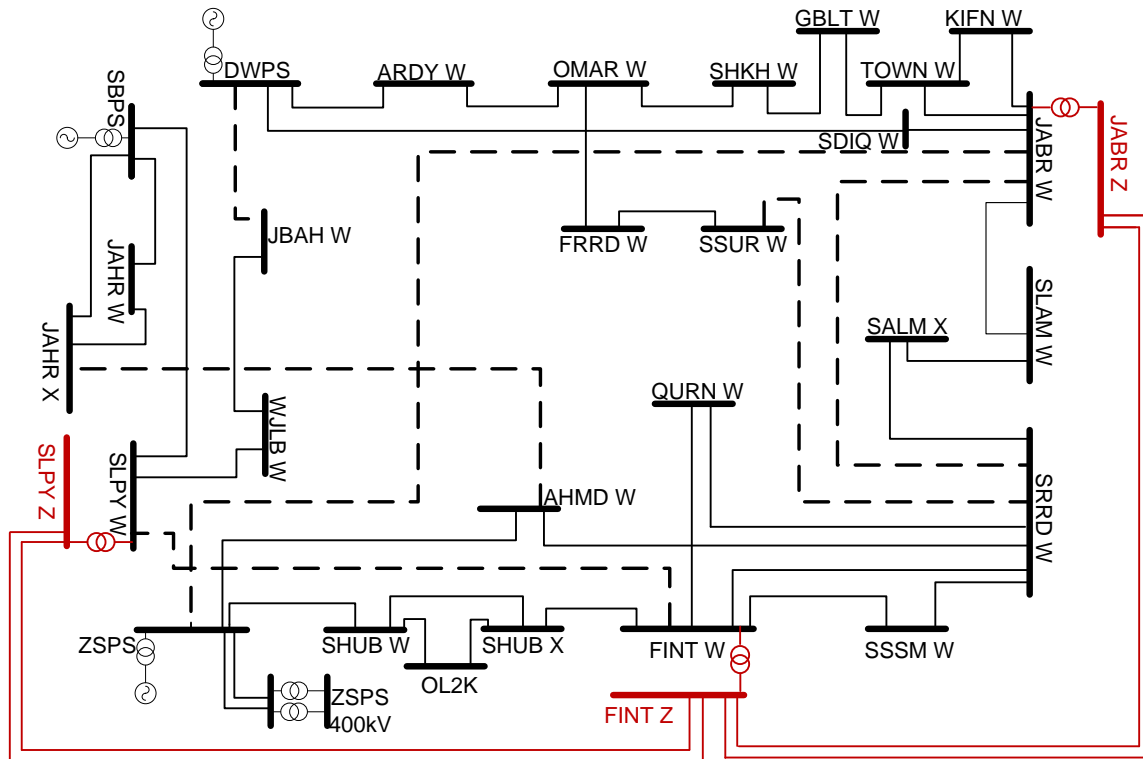 GBLT W
KIFN W
DWPS
ARDY W
OMAR W
SHKH W
TOWN W
SBPS
SDIQ W
JABR W
JABR Z
JBAH W
FRRD W
SSUR W
JAHR W
JAHR X
SLAM W
SALM X
QURN W
WJLB W
SLPY Z
SLPY W
AHMD W
SRRD W
ZSPS
SHUB W
SHUB X
FINT W
SSSM W
OL2K
ZSPS
400kV
FINT Z